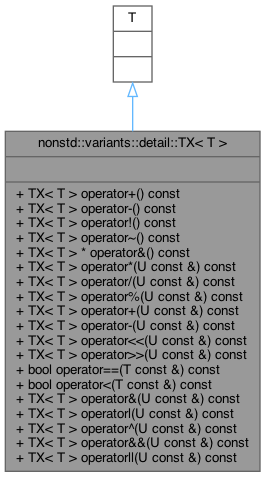 T
nonstd::variants::detail::TX< T >
+ TX< T > operator+() const
+ TX< T > operator-() const
+ TX< T > operator!() const
+ TX< T > operator~() const
+ TX< T > * operator&() const
+ TX< T > operator*(U const &) const
+ TX< T > operator/(U const &) const
+ TX< T > operator%(U const &) const
+ TX< T > operator+(U const &) const
+ TX< T > operator-(U const &) const
+ TX< T > operator<<(U const &) const
+ TX< T > operator>>(U const &) const
+ bool operator==(T const &) const
+ bool operator<(T const &) const
+ TX< T > operator&(U const &) const
+ TX< T > operator|(U const &) const
+ TX< T > operator^(U const &) const
+ TX< T > operator&&(U const &) const
+ TX< T > operator||(U const &) const